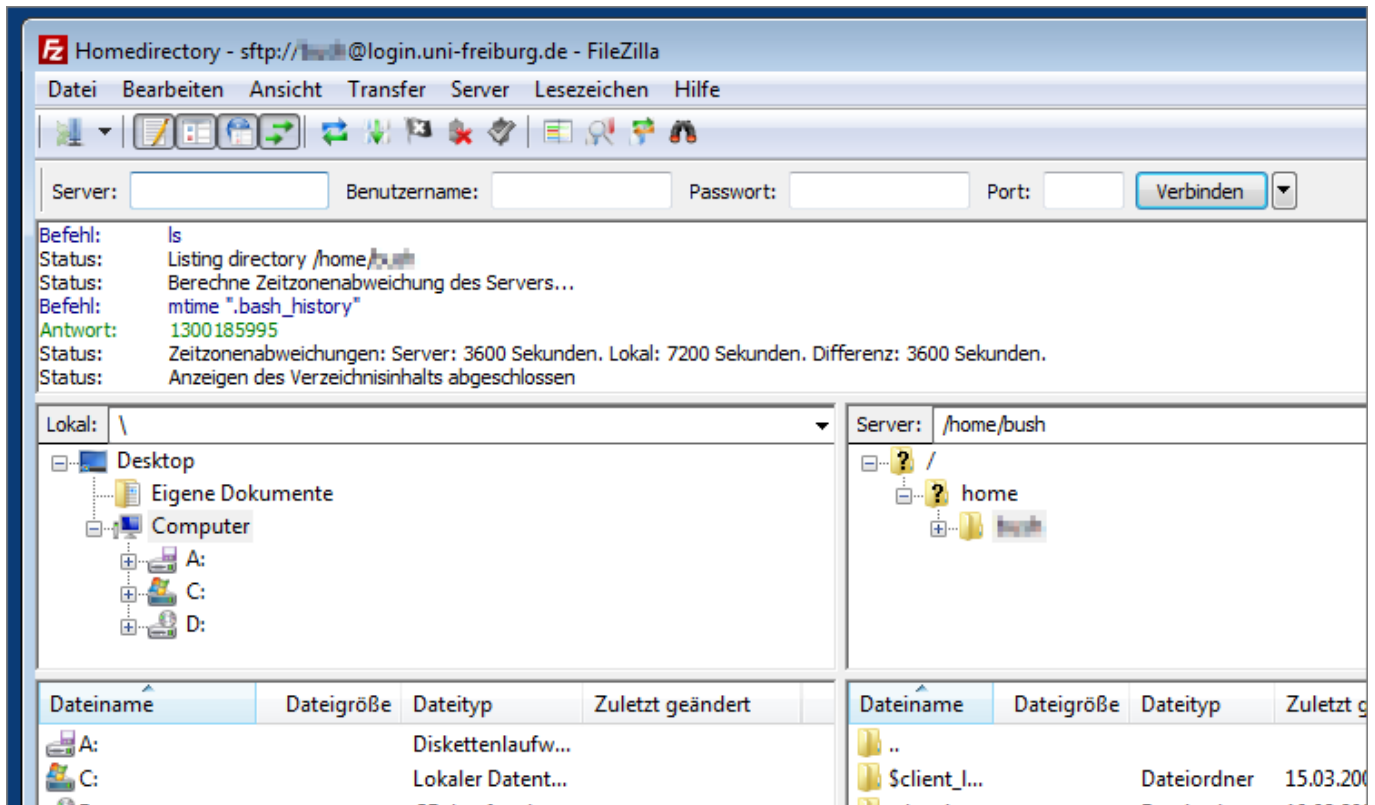 Homedirectory - sftp:// @login.uni-freiburg.de - FileZilla
Datei Bearbeiten Ansicht Transfer Server Lesezeichen Hilfe
Server: Benutzername: Passwort: Port: Verbinden
Befehl: ls
Status: Listing directory /home/
Status: Berechne Zeitzonenabweichung des Servers...
Befehl: mtime ".bash_history"
Antwort: 1300185995
Status: Zeitzonenabweichungen: Server: 3600 Sekunden. Lokal: 7200 Sekunden. Differenz: 3600 Sekunden.
Status: Anzeigen des Verzeichnisinhalts abgeschlossen
Lokal: \
Desktop
Eigene Dokumente
Computer
A:
C:
D:
Server: /home/bush
/
home
Dateiname Dateigröße Dateityp Zuletzt geändert
A: Diskettenlaufw...
C: Lokaler Datent...
Dateiname Dateigröße Dateityp Zuletzt g
..
$client_l... Dateiordner 15.03.200